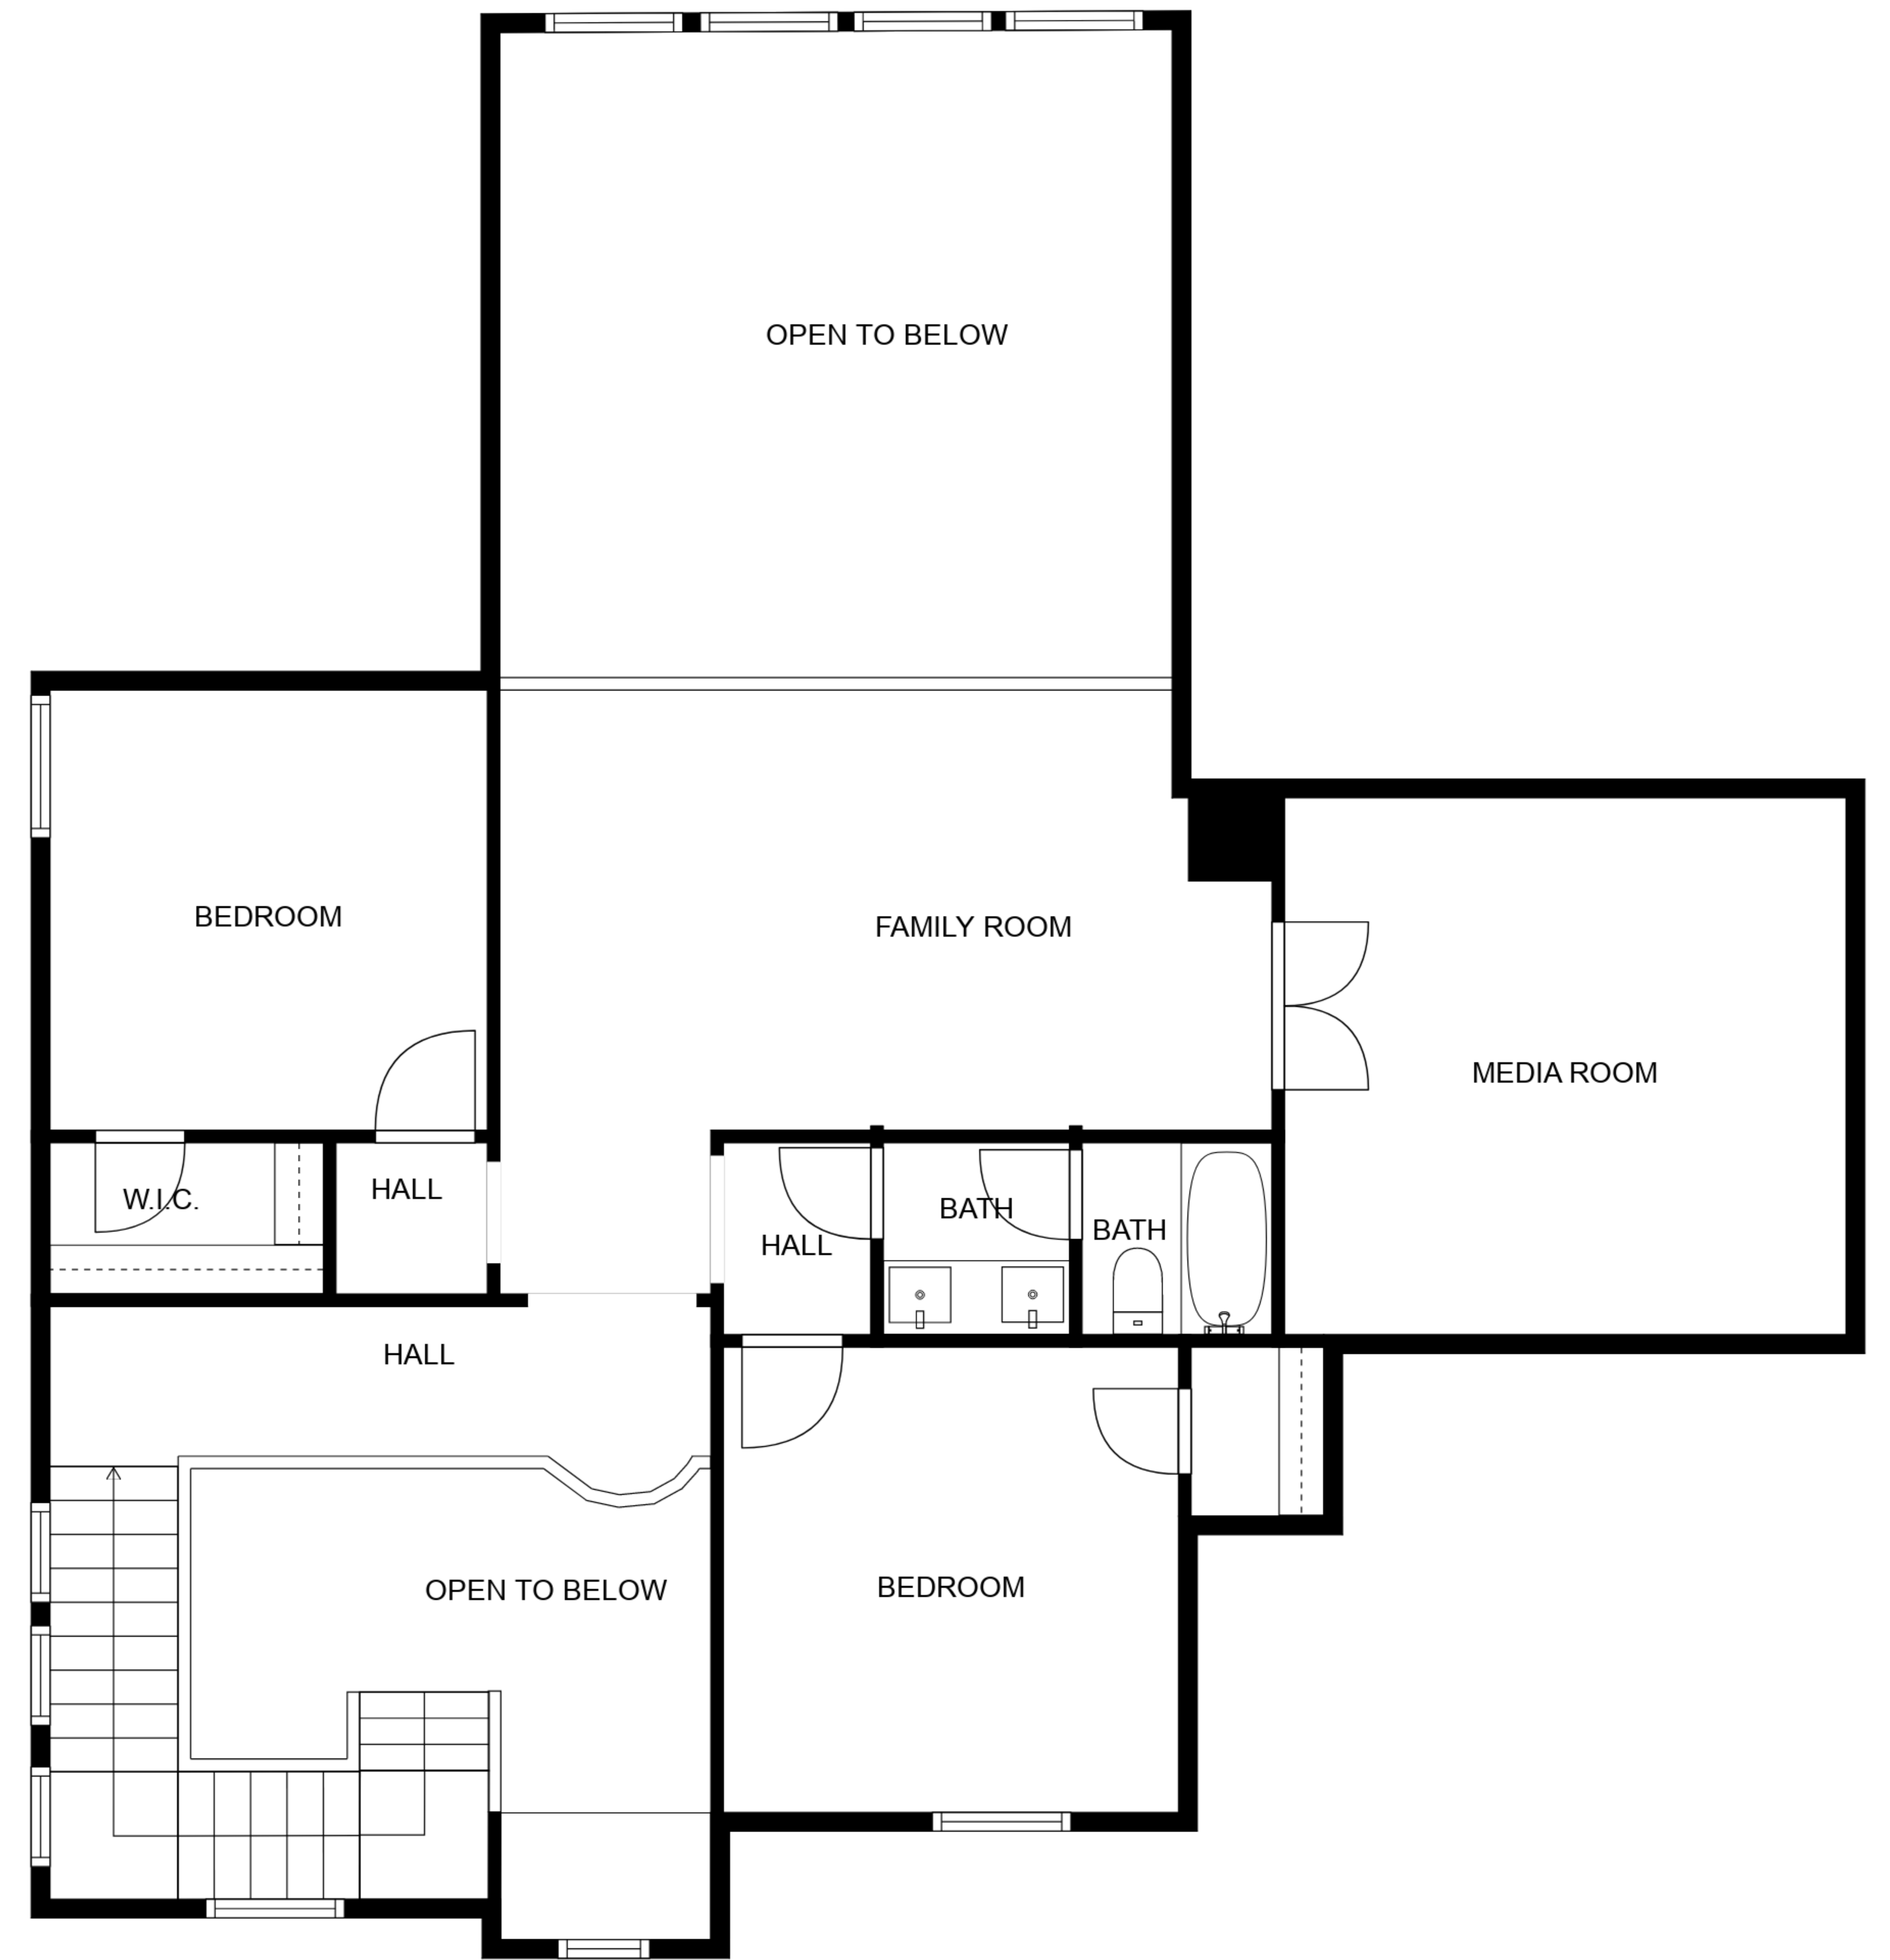 OPEN TO BELOW
BEDROOM
FAMILY ROOM
MEDIA ROOM
W.I.C.
HALL
BATH
BATH
HALL
HALL
OPEN TO BELOW
BEDROOM